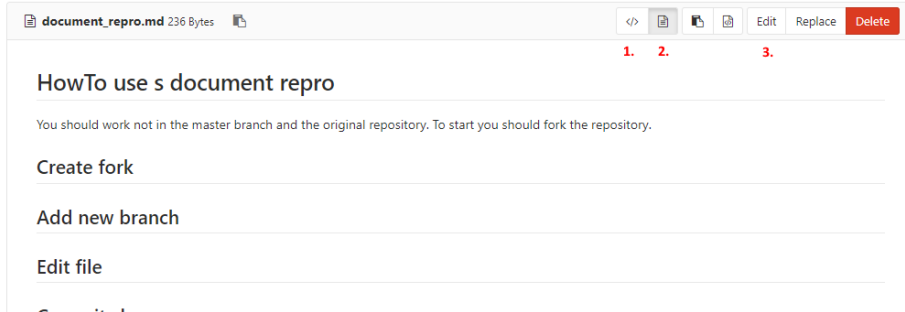 document_repro.md 236 Bytes </> Edit Replace Delete
1. 2. 3.
HowTo use s document repro
You should work not in the master branch and the original repository. To start you should fork the repository.
Create fork
Add new branch
Edit file